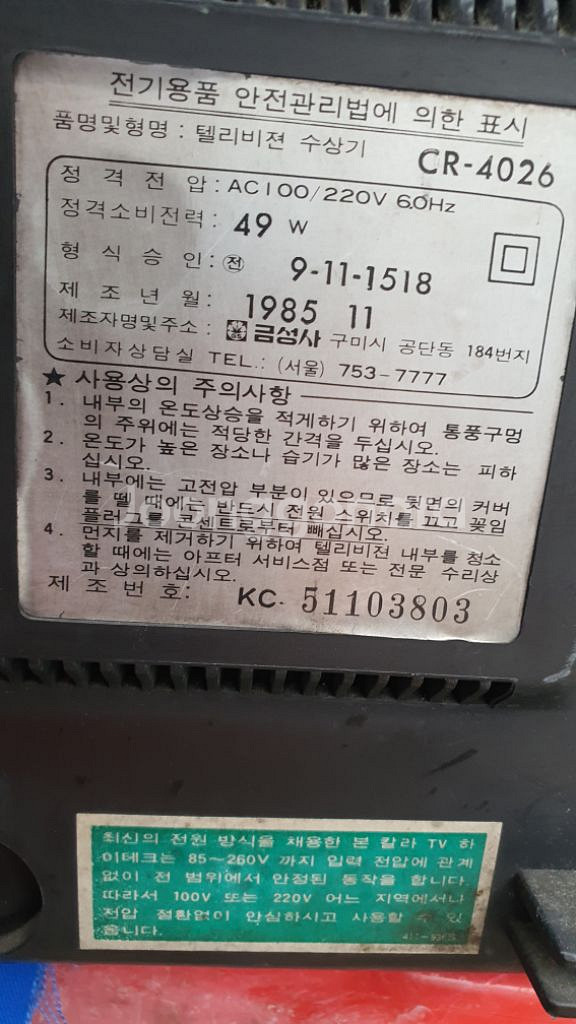 전기용품 안전관리법에 의한 표시
품명및형명 : 텔리비젼 수상기 CR-4026
정격전압 : AC100/220V 60Hz
정격소비전력 : 49 W
형식승인 : 전 9-11-1518
제조년월 : 1985 11
제조자명및주소 : 금성사 구미시 공단동 184번지
소비자상담실 TEL.: (서울) 753-7777
★ 사용상의 주의사항
1. 내부의 온도상승을 적게하기 위하여 통풍구멍
의 주위에는 적당한 간격을 두십시오.
2. 온도가 높은 장소나 습기가 많은 장소는 피하
십시오.
3. 내부에는 고전압 부분이 있으므로 뒷면의 커버
를 뗄 때에는 반드시 전원 스위치를 끄고 꽂임
플러그를 콘센트로부터 빼십시오.
4. 먼지를 제거하기 위하여 텔리비젼 내부를 청소
할 때에는 아프터 서비스점 또는 전문 수리상
과 상의하십시오.
제조번호: KC. 51103803
최신의 전원 방식을 채용한 본 칼라 TV 하
이테크는 85~260V 까지 입력 전압에 관계
없이 전 범위에서 안정된 동작을 합니다.
따라서 100V 또는 220V 어느 지역에서나
전압 절환없이 안심하시고 사용할 수 있
읍니다.